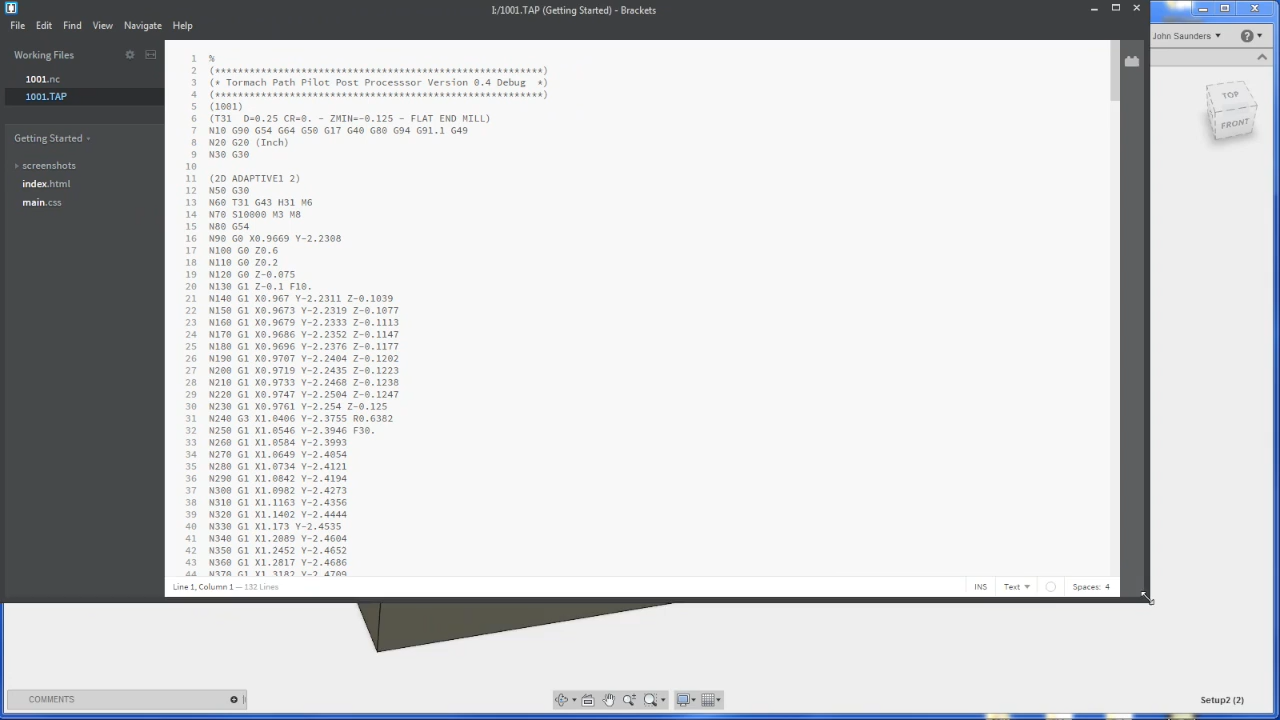 :/1001.TAP (Getting Started) - Brackets
File Edit Find View Navigate Help
John Saunders
Working Files
1001.nc
1001.TAP
Getting Started
screenshots
index.html
main.css
1 %
2 (*********************************************************)
3 (* Tormach Path Pilot Post Processsor Version 0.4 Debug *)
4 (*********************************************************)
5 (1001)
6 (T31 D=0.25 CR=0. - ZMIN=-0.125 - FLAT END MILL)
7 N10 G90 G54 G64 G50 G17 G40 G80 G94 G91.1 G49
8 N20 G20 (Inch)
9 N30 G30
10
11 (2D ADAPTIVE1 2)
12 N50 G30
13 N60 T31 G43 H31 M6
14 N70 S10000 M3 M8
15 N80 G54
16 N90 G0 X0.9669 Y-2.2308
17 N100 G0 Z0.6
18 N110 G0 Z0.2
19 N120 G0 Z-0.075
20 N130 G1 Z-0.1 F10.
21 N140 G1 X0.967 Y-2.2311 Z-0.1039
22 N150 G1 X0.9673 Y-2.2319 Z-0.1077
23 N160 G1 X0.9679 Y-2.2333 Z-0.1113
24 N170 G1 X0.9686 Y-2.2352 Z-0.1147
25 N180 G1 X0.9696 Y-2.2376 Z-0.1177
26 N190 G1 X0.9707 Y-2.2404 Z-0.1202
27 N200 G1 X0.9719 Y-2.2435 Z-0.1223
28 N210 G1 X0.9733 Y-2.2468 Z-0.1238
29 N220 G1 X0.9747 Y-2.2504 Z-0.1247
30 N230 G1 X0.9761 Y-2.254 Z-0.125
31 N240 G3 X1.0406 Y-2.3755 R0.6382
32 N250 G1 X1.0546 Y-2.3946 F30.
33 N260 G1 X1.0584 Y-2.3993
34 N270 G1 X1.0649 Y-2.4054
35 N280 G1 X1.0734 Y-2.4121
36 N290 G1 X1.0842 Y-2.4194
37 N300 G1 X1.0982 Y-2.4273
38 N310 G1 X1.1163 Y-2.4356
39 N320 G1 X1.1402 Y-2.4444
40 N330 G1 X1.173 Y-2.4535
41 N340 G1 X1.2089 Y-2.4604
42 N350 G1 X1.2452 Y-2.4652
43 N360 G1 X1.2817 Y-2.4686
44 N370 G1 X1.3182 Y-2.4709
Line 1, Column 1 — 132 Lines
INS Text Spaces: 4
TOP
FRONT
COMMENTS
Setup2 (2)